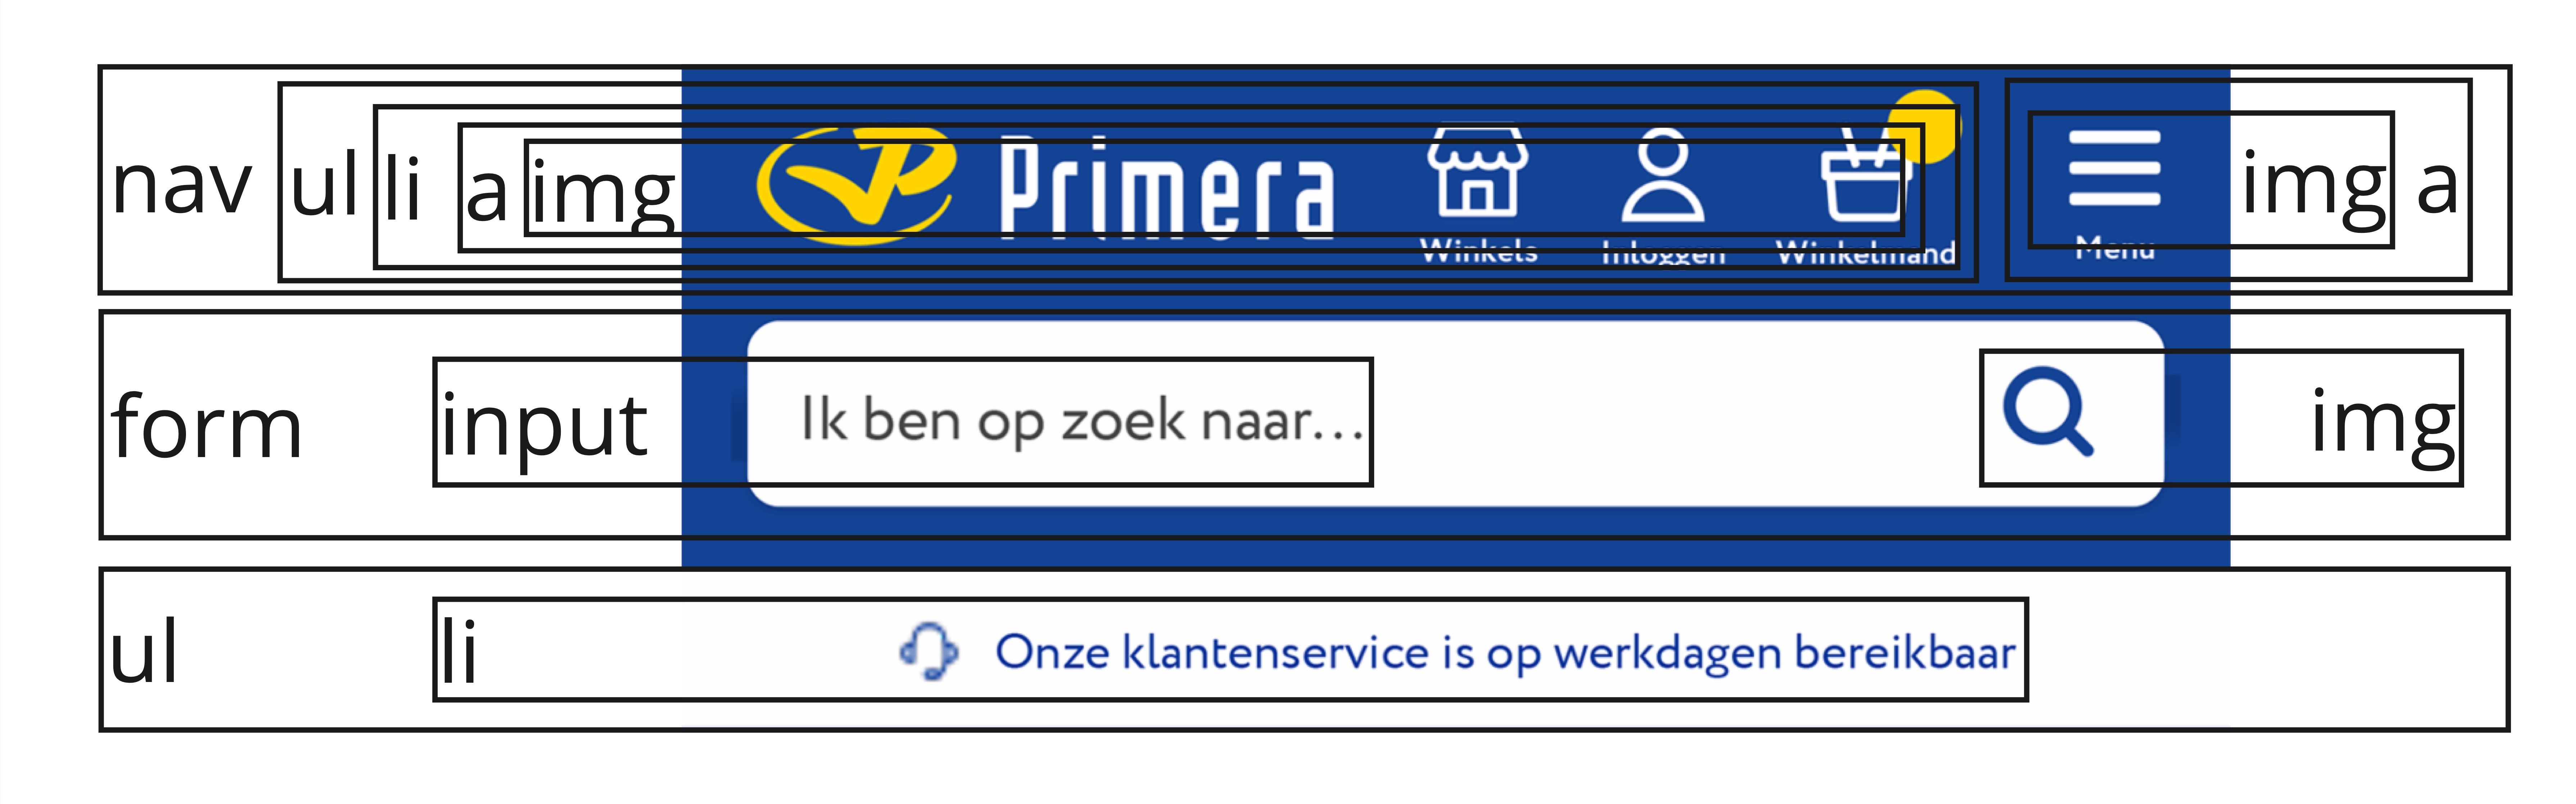 nav ul li a img Primera img a
Winkels Inloggen Winkelmand Menu
form input Ik ben op zoek naar... img
ul li Onze klantenservice is op werkdagen bereikbaar